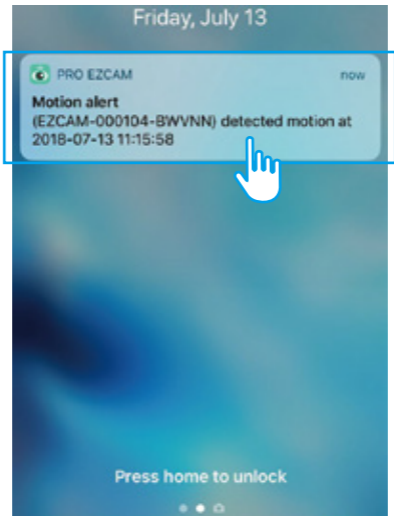 Friday, July 13
PRO EZCAM now
Motion alert
(EZCAM-000104-BWVNN) detected motion at
2018-07-13 11:15:58
Press home to unlock